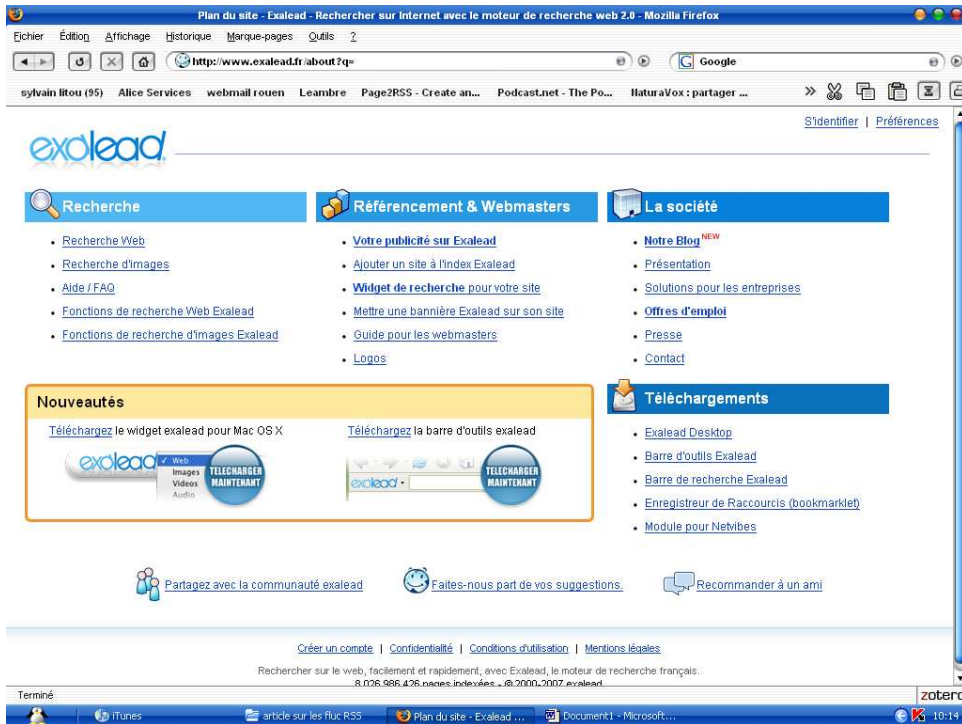 Plan du site - Exalead - Rechercher sur Internet avec le moteur de recherche web 2.0 - Mozilla Firefox
Fichier Édition Affichage Historique Marque-pages Outils ?
http://www.exalead.fr/about?q=
G Google
sylvain litou (95) Alice Services webmail rouen Leambre Page2RSS - Create an... Podcast.net - The Po... NaturaVox : partager ... »
S'identifier | Préférences
exalead
Recherche
Recherche Web
Recherche d'images
Aide / FAQ
Fonctions de recherche Web Exalead
Fonctions de recherche d'images Exalead
Référencement & Webmasters
Votre publicité sur Exalead
Ajouter un site à l'index Exalead
Widget de recherche pour votre site
Mettre une bannière Exalead sur son site
Guide pour les webmasters
Logos
La société
Notre Blog NEW
Présentation
Solutions pour les entreprises
Offres d'emploi
Presse
Contact
Nouveautés
Téléchargez le widget exalead pour Mac OS X
exalead
Web
Images
Videos
Audio
TELECHARGER
MAINTENANT
Téléchargez la barre d'outils exalead
exalead
TELECHARGER
MAINTENANT
Téléchargements
Exalead Desktop
Barre d'outils Exalead
Barre de recherche Exalead
Enregistreur de Raccourcis (bookmarklet)
Module pour Netvibes
Partagez avec la communauté exalead
Faites-nous part de vos suggestions.
Recommander à un ami
Créer un compte | Confidentialité | Conditions d'utilisation | Mentions légales
Rechercher sur le web, facilement et rapidement, avec Exalead, le moteur de recherche français.
8 026 986 426 pages indexées - © 2000-2007 exalead
Terminé
zotero
iTunes
article sur les fluc RSS
Plan du site - Exalead ...
Document1 - Microsoft...
10:14